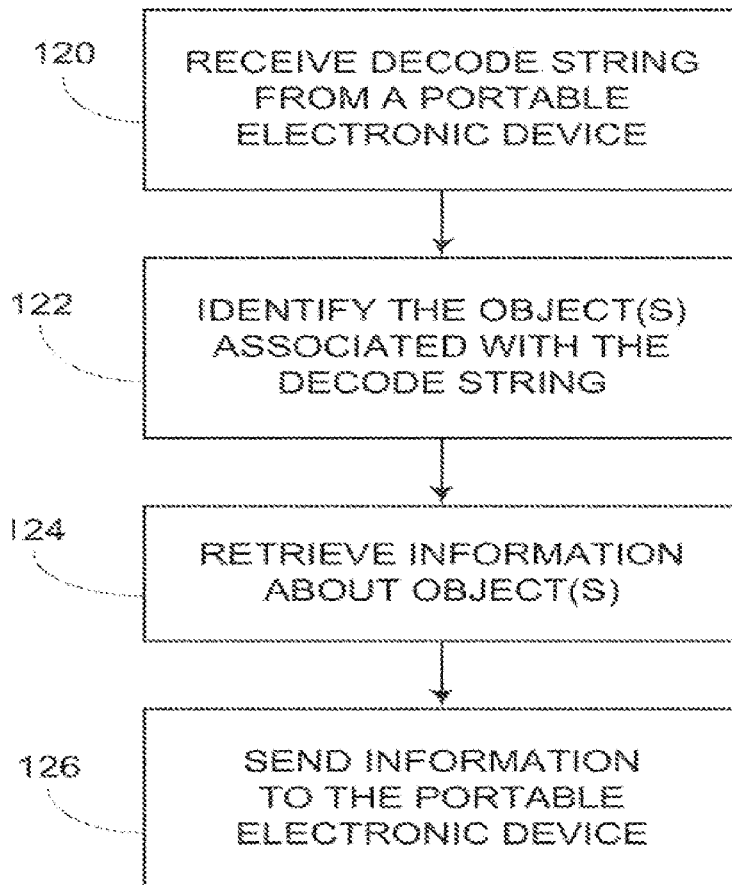 120
RECEIVE DECODE STRING
FROM A PORTABLE
ELECTRONIC DEVICE
122
IDENTIFY THE OBJECT(S)
ASSOCIATED WITH THE
DECODE STRING
124
RETRIEVE INFORMATION
ABOUT OBJECT(S)
126
SEND INFORMATION
TO THE PORTABLE
ELECTRONIC DEVICE